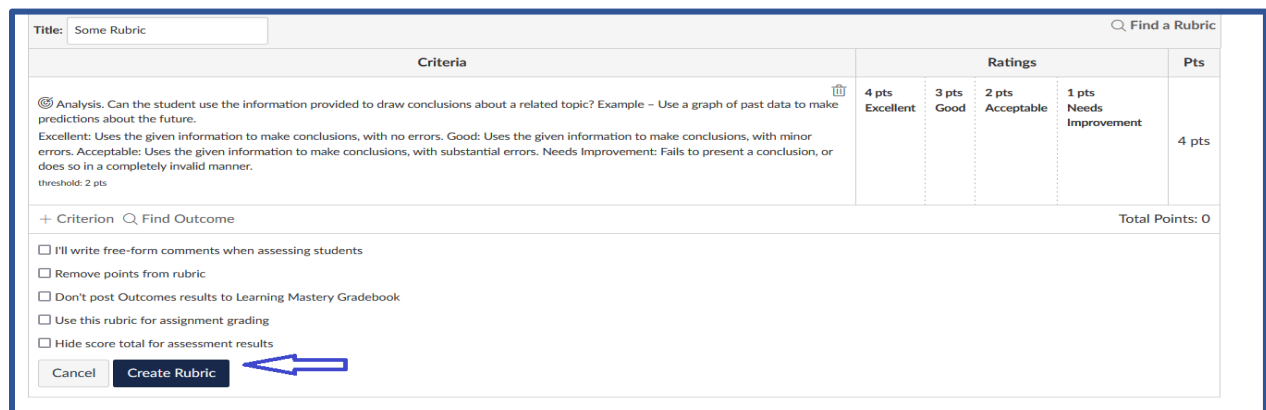 Title: Some Rubric
Find a Rubric
Criteria
Ratings
Pts
Analysis. Can the student use the information provided to draw conclusions about a related topic? Example – Use a graph of past data to make
predictions about the future.
Excellent: Uses the given information to make conclusions, with no errors. Good: Uses the given information to make conclusions, with minor
errors. Acceptable: Uses the given information to make conclusions, with substantial errors. Needs Improvement: Fails to present a conclusion, or
does so in a completely invalid manner.
threshold: 2 pts
4 pts
Excellent
3 pts
Good
2 pts
Acceptable
1 pts
Needs
Improvement
4 pts
+ Criterion Find Outcome
Total Points: 0
I'll write free-form comments when assessing students
Remove points from rubric
Don't post Outcomes results to Learning Mastery Gradebook
Use this rubric for assignment grading
Hide score total for assessment results
Cancel
Create Rubric